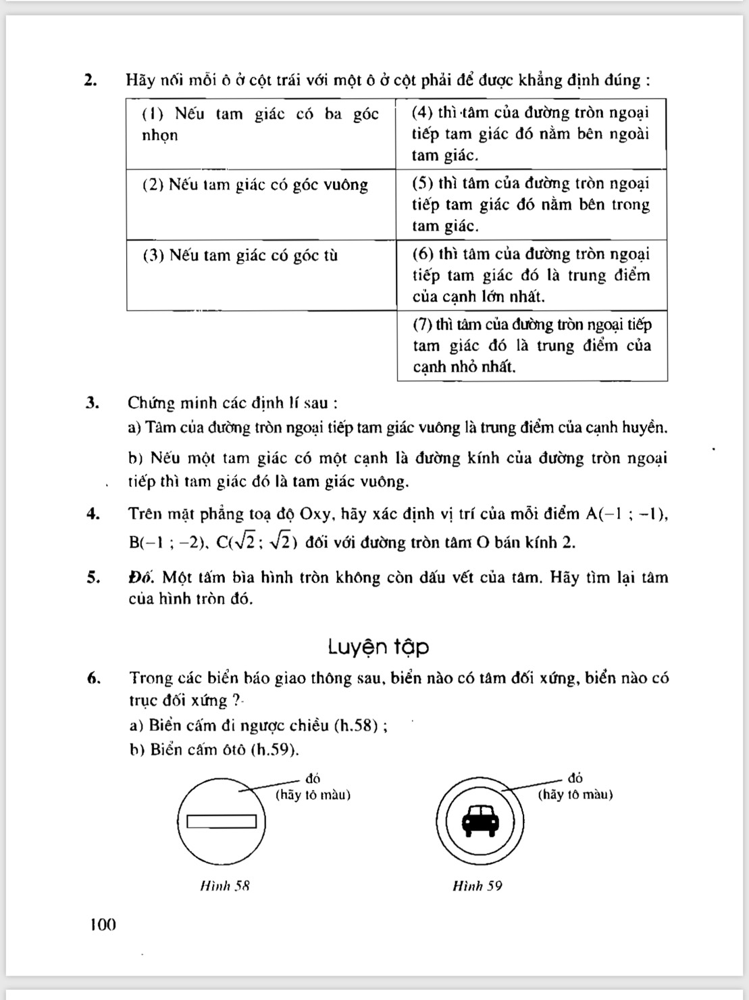 2. Hãy nối mỗi ô ở cột trái với một ô ở cột phải để được khẳng định đúng :
(1) Nếu tam giác có ba góc
nhọn
(4) thì tâm của đường tròn ngoại
tiếp tam giác đó nằm bên ngoài
tam giác.
(2) Nếu tam giác có góc vuông
(5) thì tâm của đường tròn ngoại
tiếp tam giác đó nằm bên trong
tam giác.
(3) Nếu tam giác có góc tù
(6) thì tâm của đường tròn ngoại
tiếp tam giác đó là trung điểm
của cạnh lớn nhất.
(7) thì tâm của đường tròn ngoại tiếp
tam giác đó là trung điểm của
cạnh nhỏ nhất.
3. Chứng minh các định lí sau :
a) Tâm của đường tròn ngoại tiếp tam giác vuông là trung điểm của cạnh huyền.
b) Nếu một tam giác có một cạnh là đường kính của đường tròn ngoại
tiếp thì tam giác đó là tam giác vuông.
4. Trên mặt phẳng toạ độ Oxy, hãy xác định vị trí của mỗi điểm A(−1 ; −1),
B(−1 ; −2), C(√2 ; √2) đối với đường tròn tâm O bán kính 2.
5. Đố. Một tấm bìa hình tròn không còn dấu vết của tâm. Hãy tìm lại tâm
của hình tròn đó.
Luyện tập
6. Trong các biển báo giao thông sau, biển nào có tâm đối xứng, biển nào có
trục đối xứng ?
a) Biển cấm đi ngược chiều (h.58) ;
b) Biển cấm ôtô (h.59).
đỏ
(hãy tô màu)
đỏ
(hãy tô màu)
Hình 58
Hình 59
100